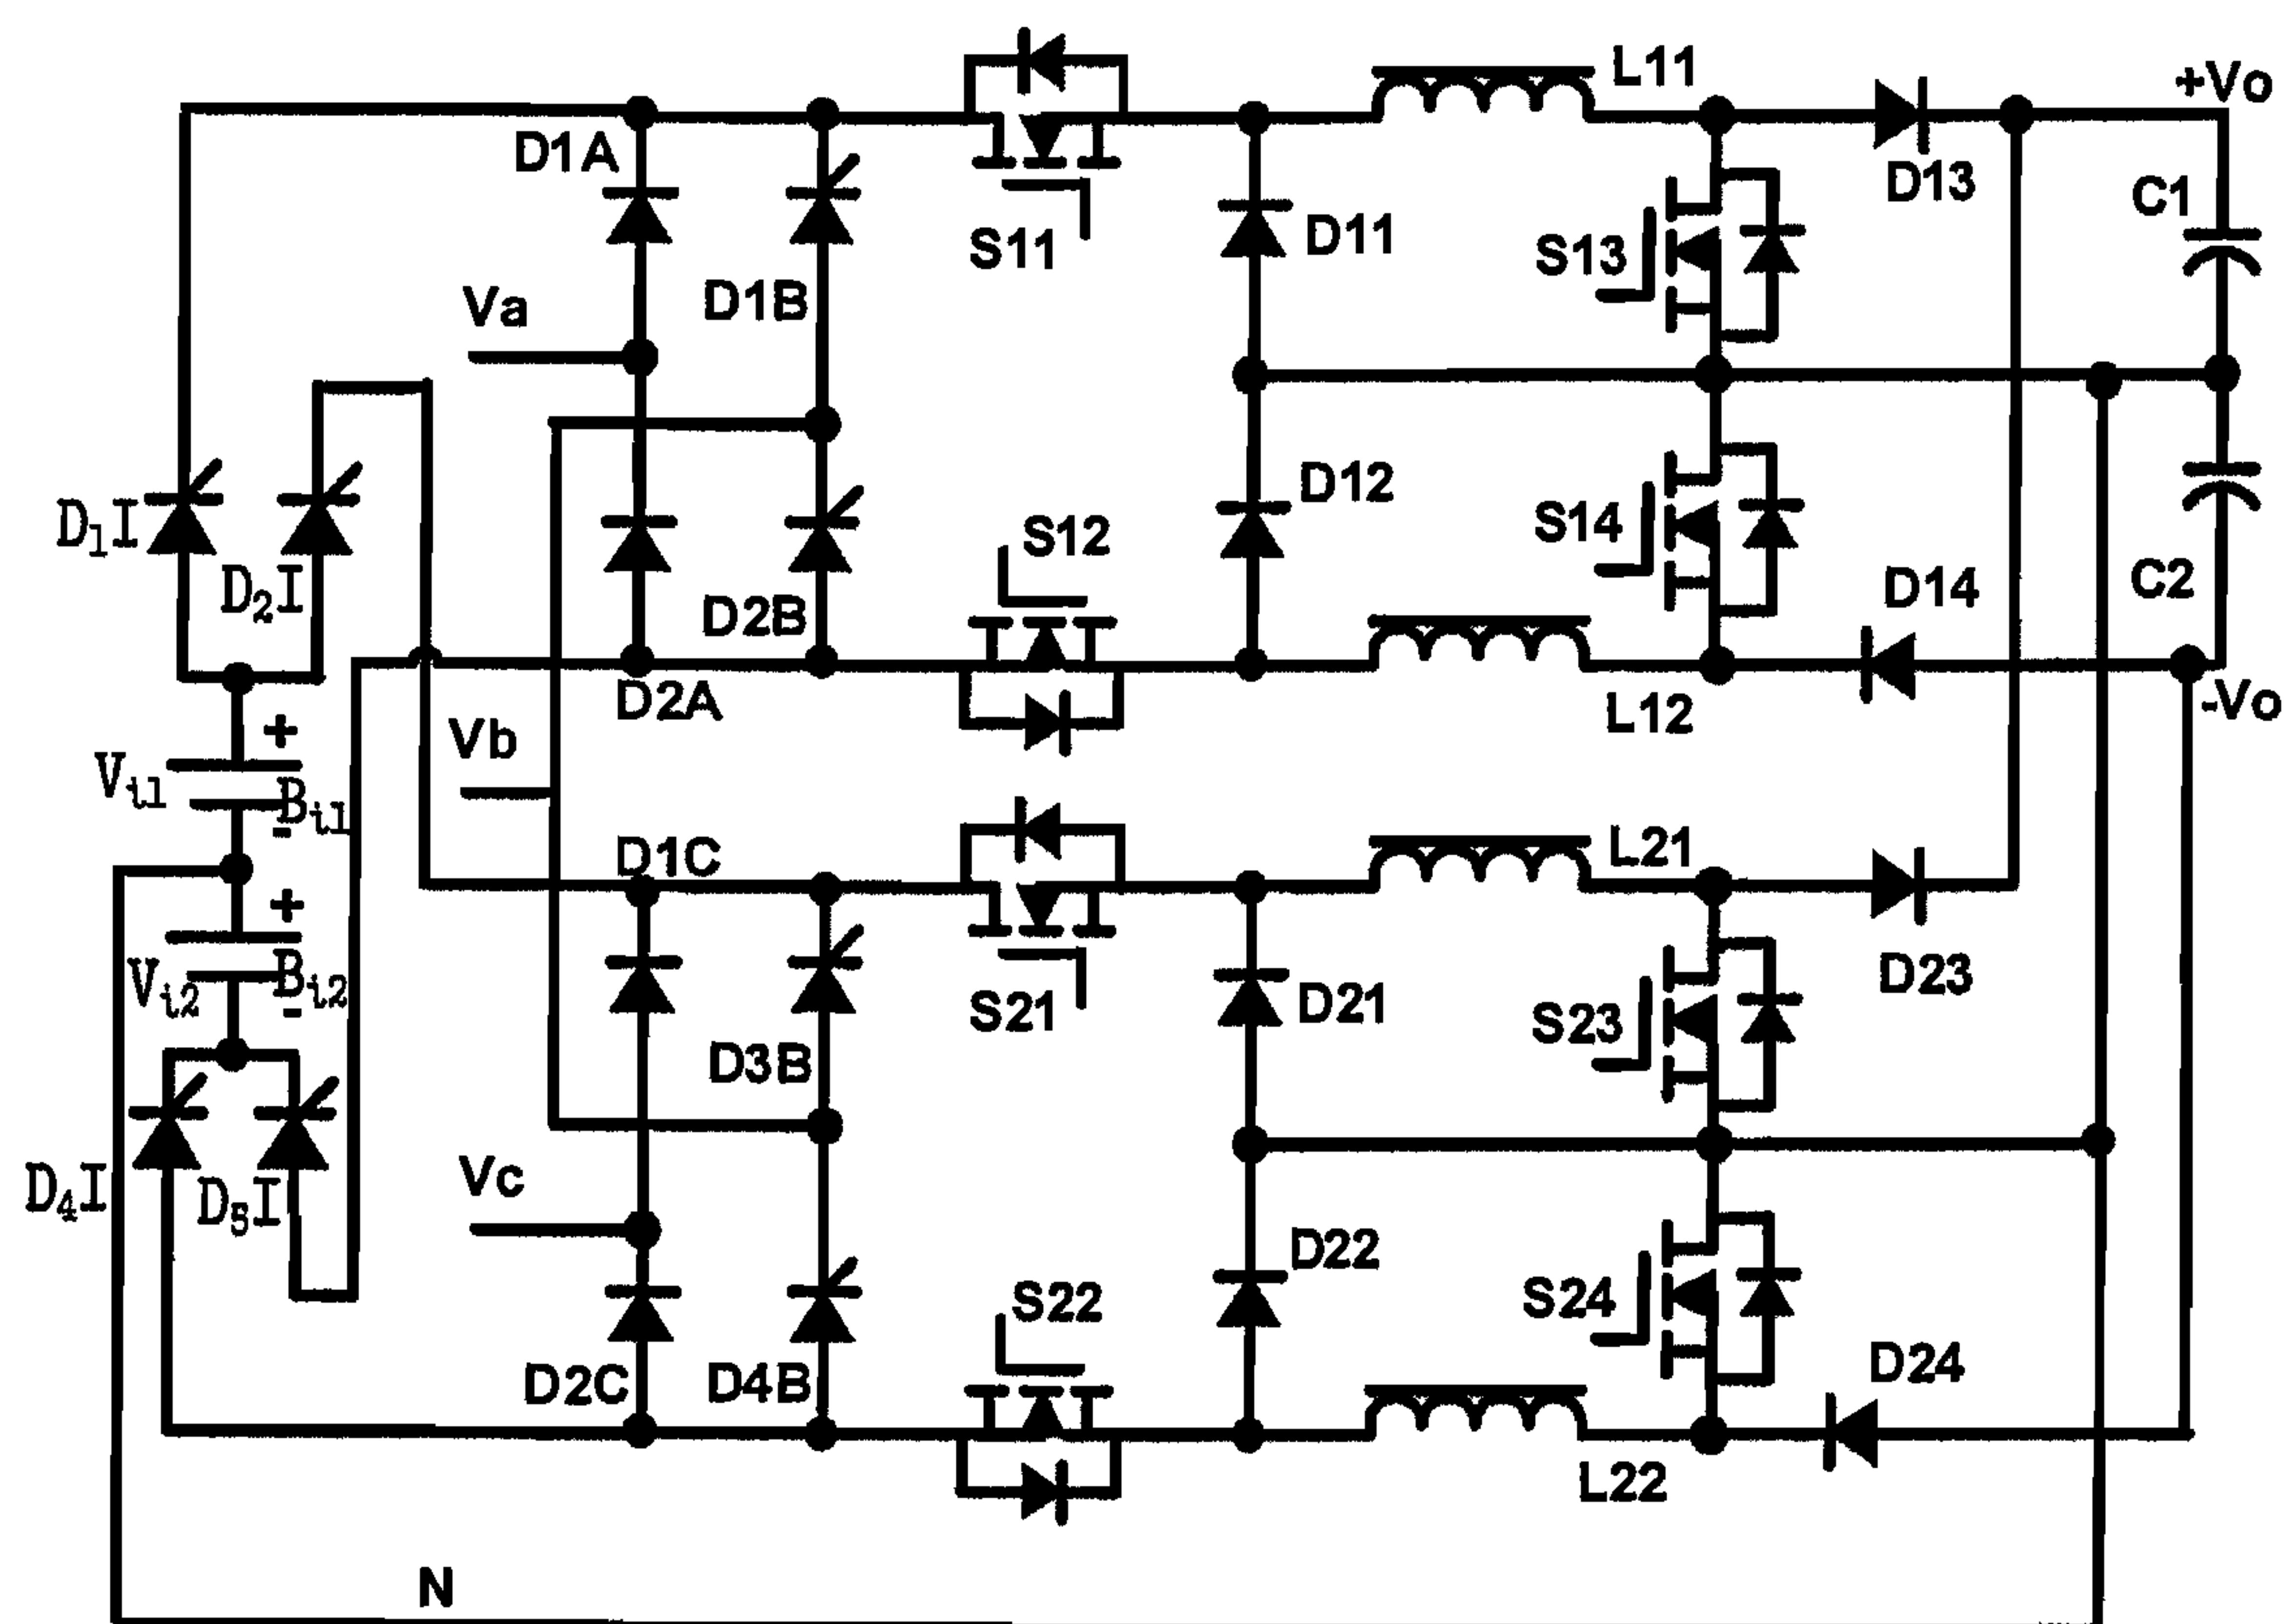 L11
+Vo
D1A
D13
C1
S11
D11
S13
D1B
Va
D12
S14
S12
D₁I
D₂I
D14
C2
D2B
D2A
-Vo
L12
Vb
+
Vi1
Bi1
-
D1C
L21
+
Vi2
Bi2
-
D23
S21
D21
S23
D3B
Vc
D₄I
D₅I
D22
S22
S24
D2C
D4B
D24
L22
N